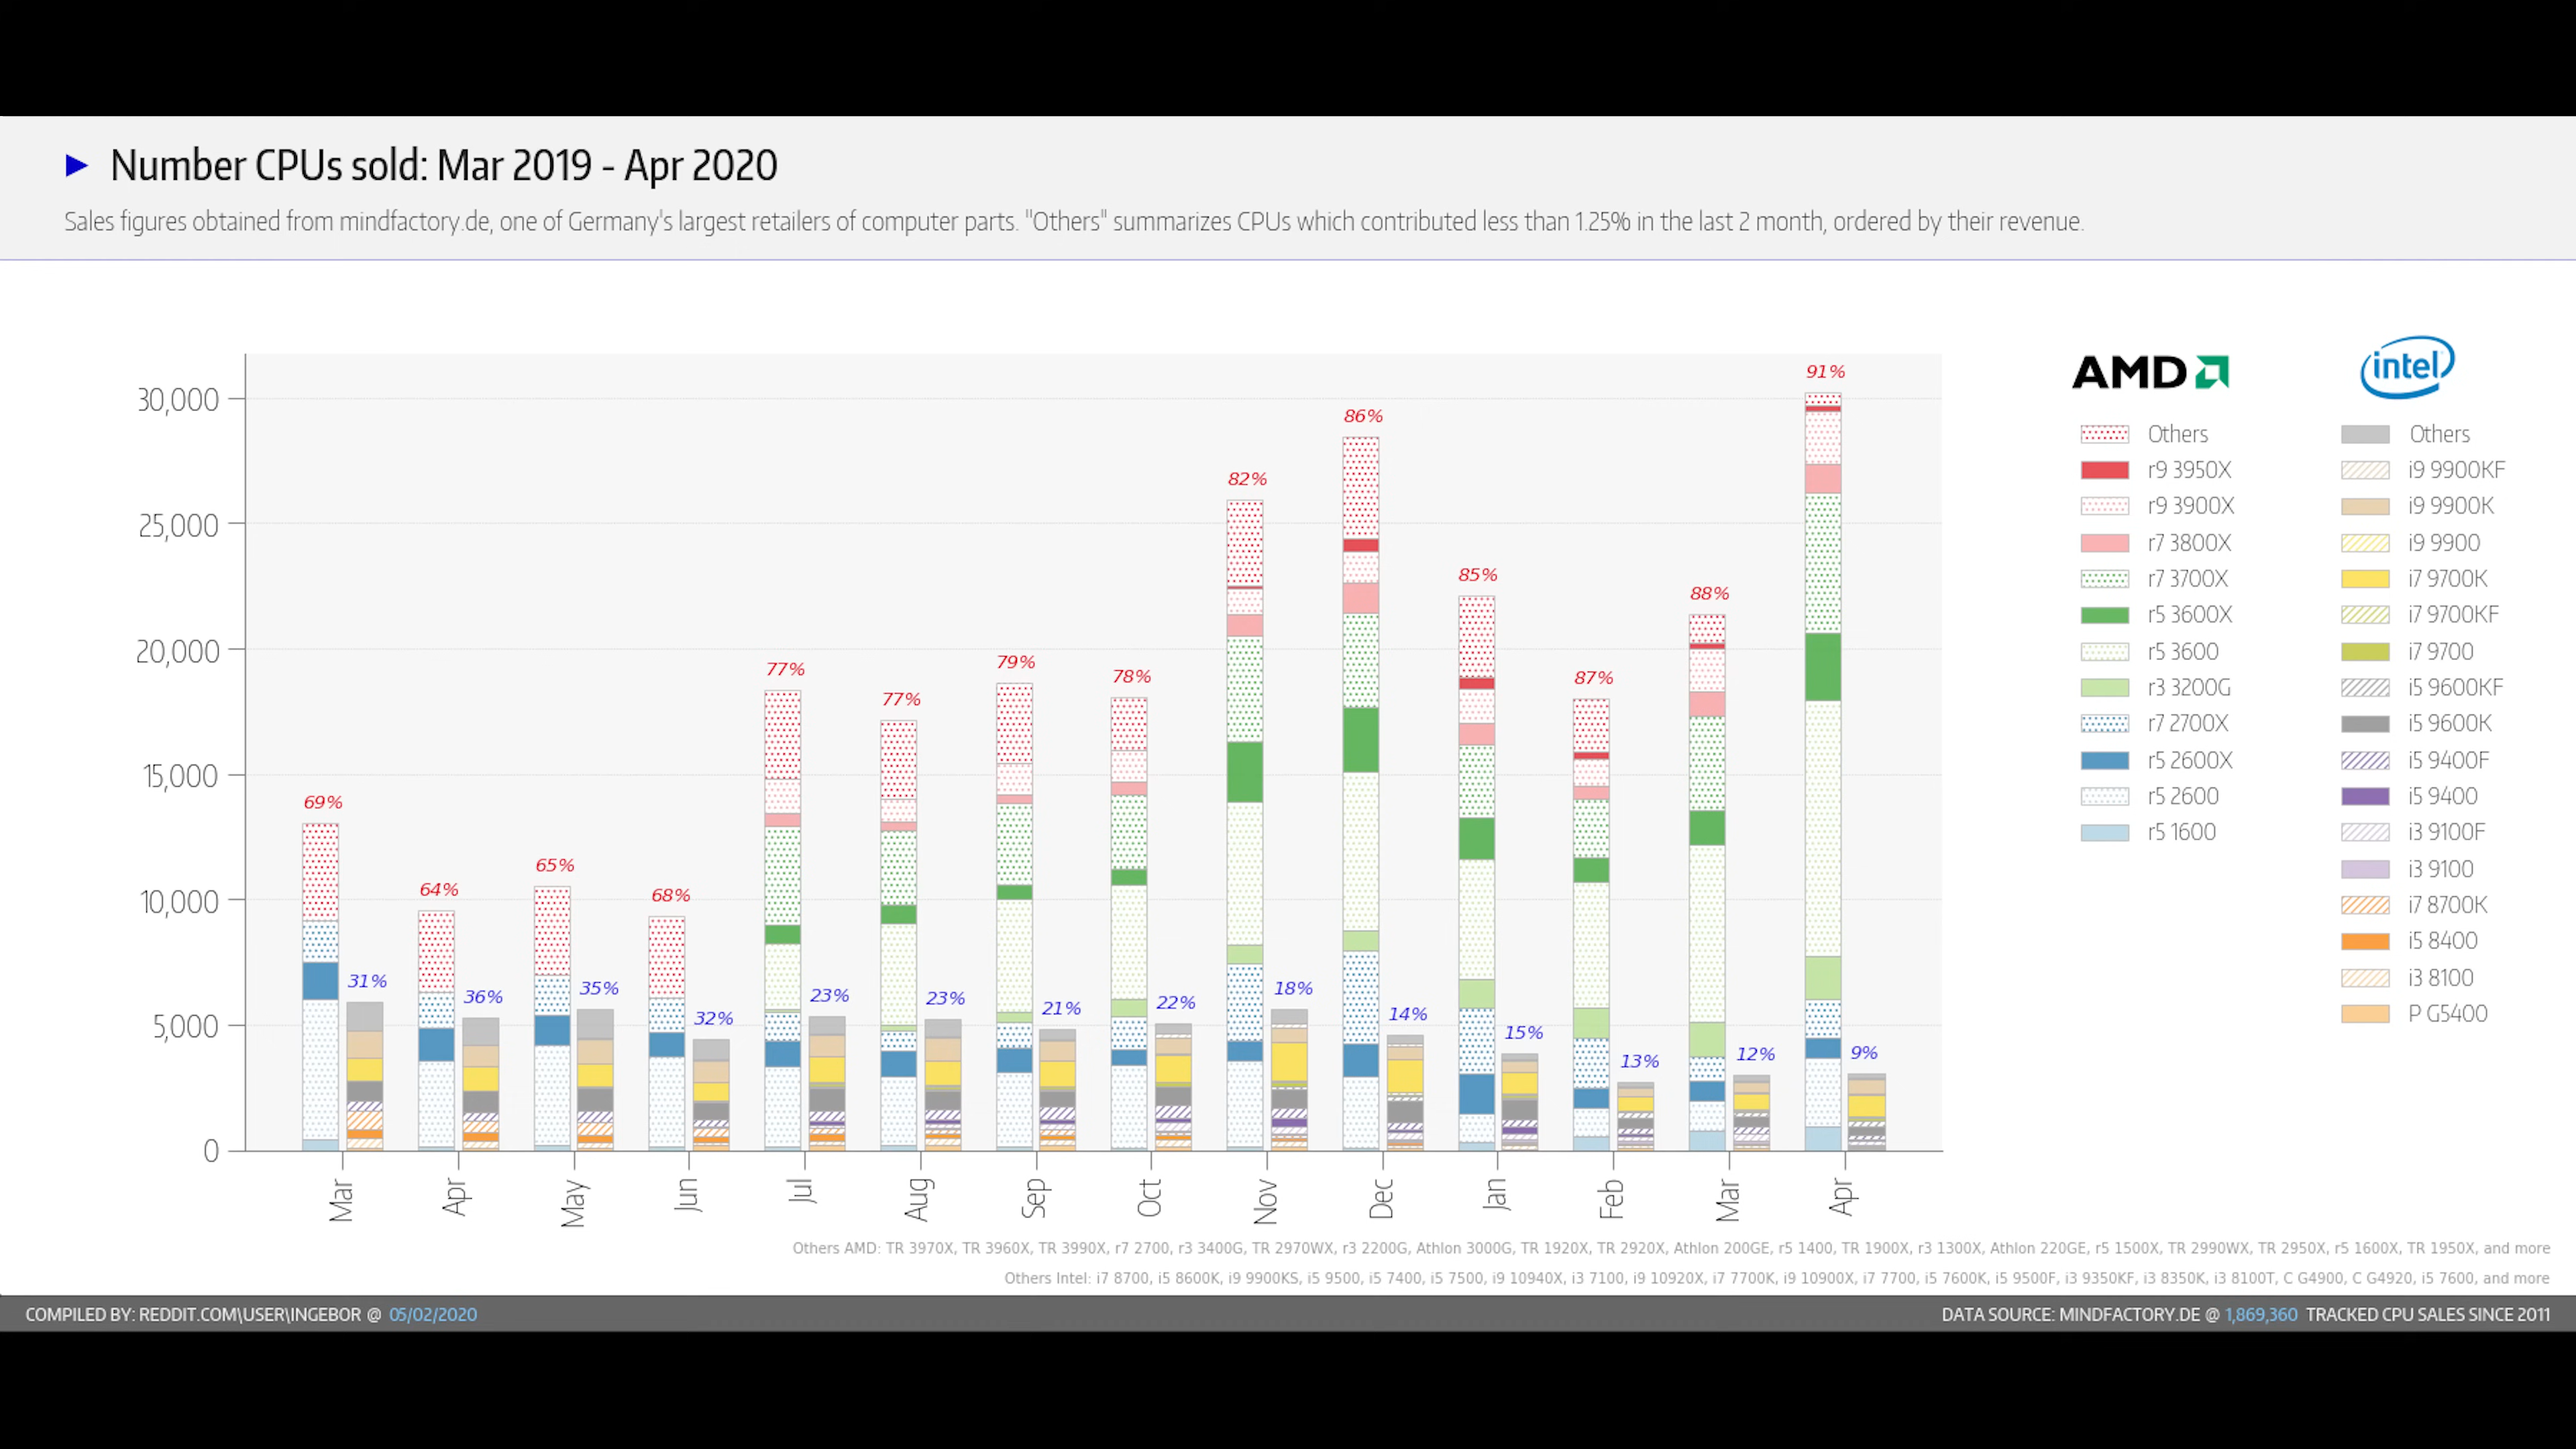 Number CPUs sold: Mar 2019 - Apr 2020
Sales figures obtained from mindfactory.de, one of Germany's largest retailers of computer parts. "Others" summarizes CPUs which contributed less than 1.25% in the last 2 month, ordered by their revenue.
30,000
25,000
20,000
15,000
10,000
5,000
0
69%
31%
64%
36%
65%
35%
68%
32%
77%
23%
77%
23%
79%
21%
78%
22%
82%
18%
86%
14%
85%
15%
87%
13%
88%
12%
91%
9%
Mar
Apr
May
Jun
Jul
Aug
Sep
Oct
Nov
Dec
Jan
Feb
Mar
Apr
AMD
Others
r9 3950X
r9 3900X
r7 3800X
r7 3700X
r5 3600X
r5 3600
r3 3200G
r7 2700X
r5 2600X
r5 2600
r5 1600
intel
Others
i9 9900KF
i9 9900K
i9 9900
i7 9700K
i7 9700KF
i7 9700
i5 9600KF
i5 9600K
i5 9400F
i5 9400
i3 9100F
i3 9100
i7 8700K
i5 8400
i3 8100
P G5400
Others AMD: TR 3970X, TR 3960X, TR 3990X, r7 2700, r3 3400G, TR 2970WX, r3 2200G, Athlon 3000G, TR 1920X, TR 2920X, Athlon 200GE, r5 1400, TR 1900X, r3 1300X, Athlon 220GE, r5 1500X, TR 2990WX, TR 2950X, r5 1600X, TR 1950X, and more
Others Intel: i7 8700, i5 8600K, i9 9900KS, i5 9500, i5 7400, i5 7500, i9 10940X, i3 7100, i9 10920X, i7 7700K, i9 10900X, i7 7700, i5 7600K, i5 9500F, i3 9350KF, i3 8350K, i3 8100T, C G4900, C G4920, i5 7600, and more
COMPILED BY: REDDIT.COM\USER\INGEBOR @ 05/02/2020
DATA SOURCE: MINDFACTORY.DE @ 1,869,360 TRACKED CPU SALES SINCE 2011